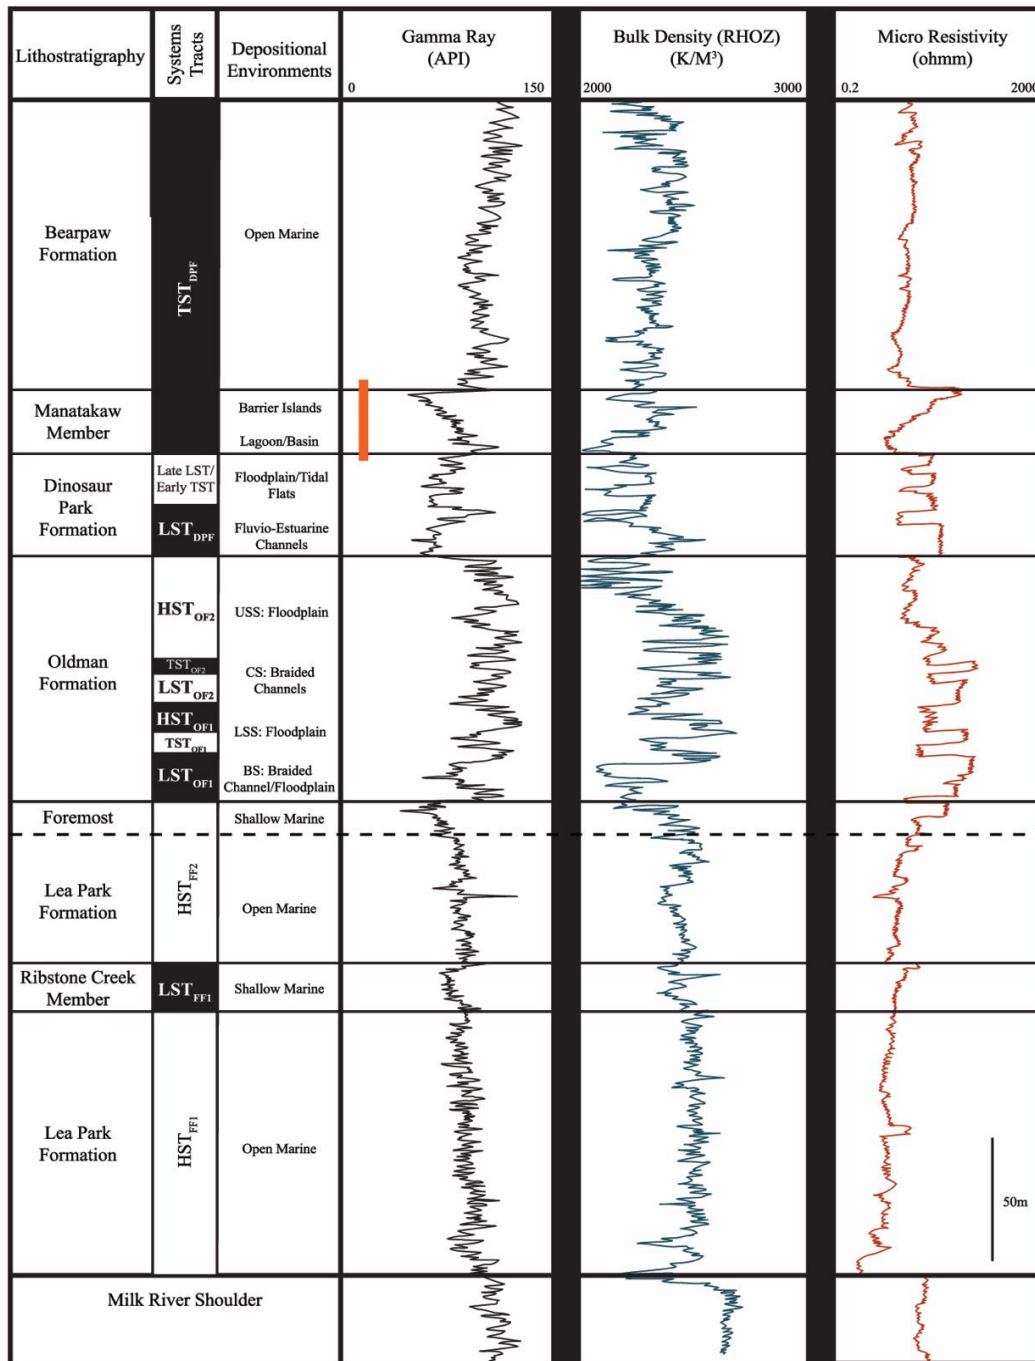 Lithostratigraphy
Systems
Tracts
Depositional
Environments
Gamma Ray
(API)
0 150
Bulk Density (RHOZ)
(K/M³)
2000 3000
Micro Resistivity
(ohmm)
0.2 2000
Bearpaw
Formation
TST DPF
Open Marine
Manatakaw
Member
Barrier Islands
Lagoon/Basin
Dinosaur
Park
Formation
Late LST/
Early TST
LST DPF
Floodplain/Tidal
Flats
Fluvio-Estuarine
Channels
Oldman
Formation
HST OF2
TST OF2
LST OF2
HST OF1
TST OF1
LST OF1
USS: Floodplain
CS: Braided
Channels
LSS: Floodplain
BS: Braided
Channel/Floodplain
Foremost
Shallow Marine
Lea Park
Formation
HST FF2
Open Marine
Ribstone Creek
Member
LST FF1
Shallow Marine
Lea Park
Formation
HST FF1
Open Marine
50m
Milk River Shoulder